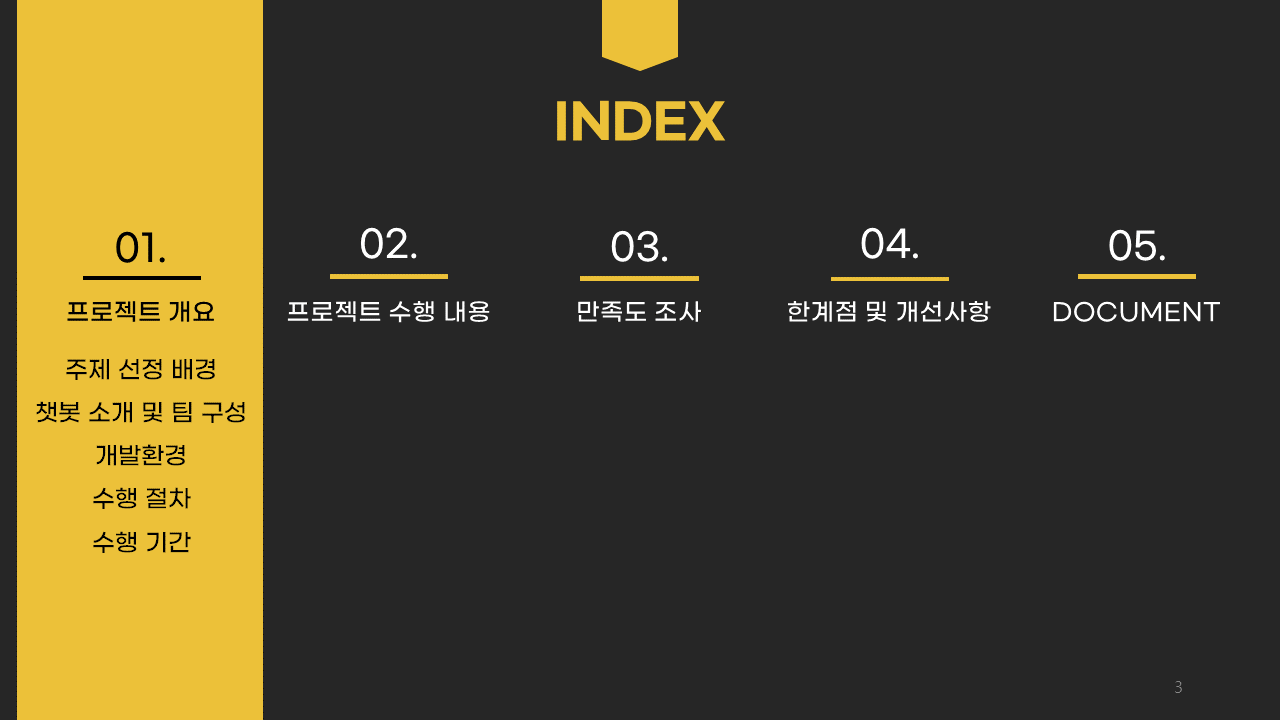 INDEX
01.
프로젝트 개요
주제 선정 배경
챗봇 소개 및 팀 구성
개발환경
수행 절차
수행 기간
02.
프로젝트 수행 내용
03.
만족도 조사
04.
한계점 및 개선사항
05.
DOCUMENT
3